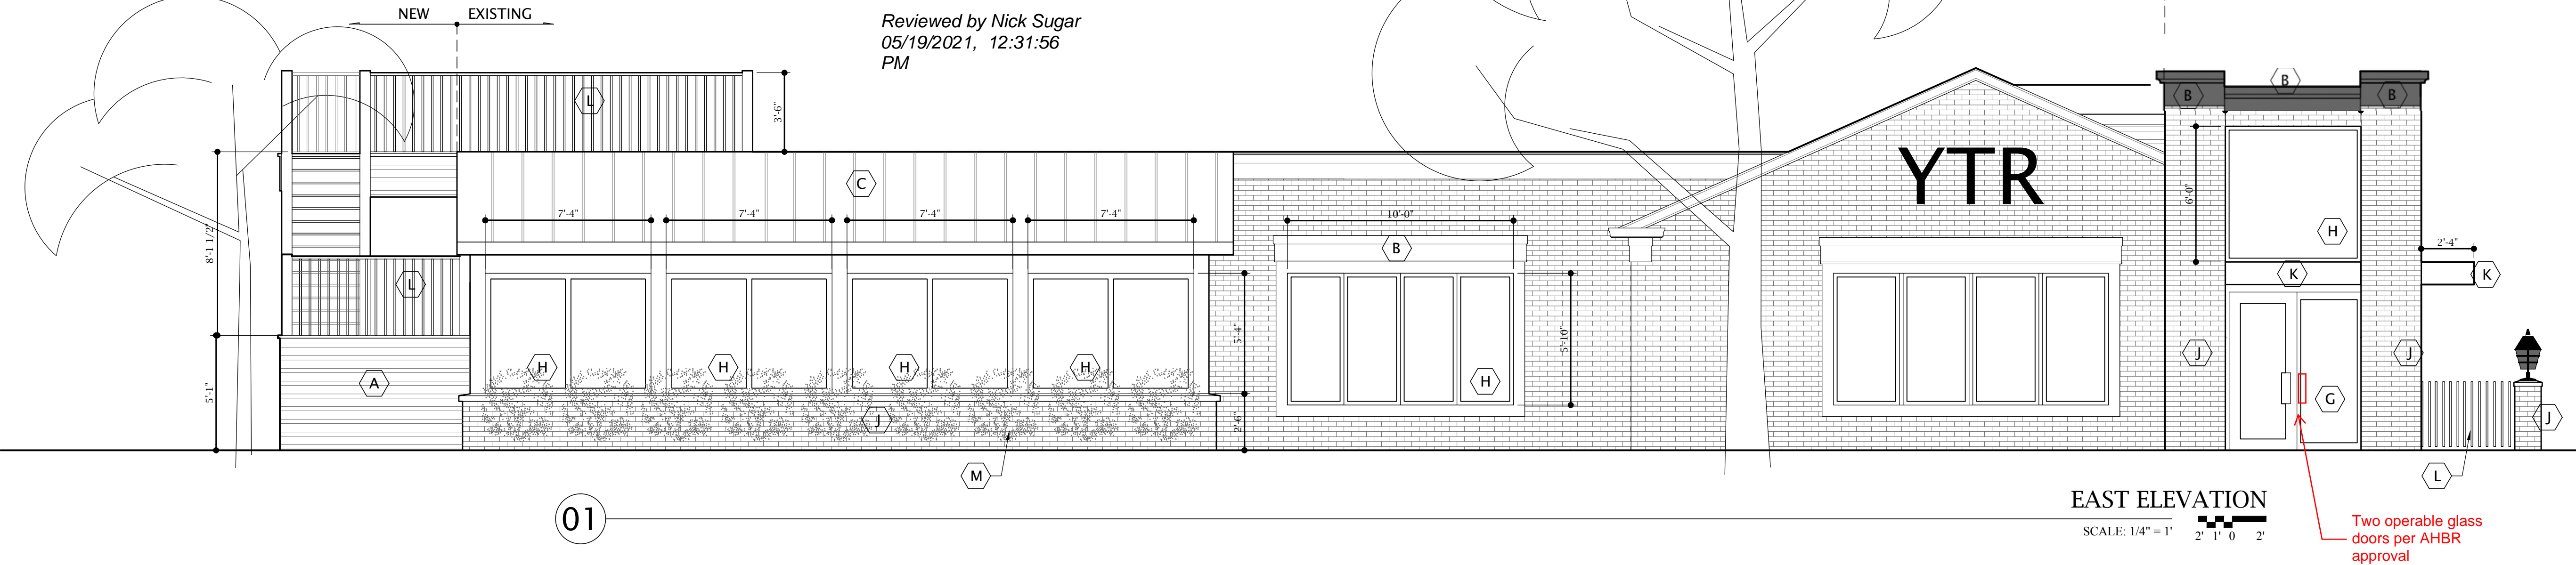 NEW EXISTING
Reviewed by Nick Sugar
05/19/2021, 12:31:56
PM
B
B
B
L
3'-6"
C
YTR
6'-0"
H
8'-1 1/2"
7'-4"
7'-4"
7'-4"
7'-4"
10'-0"
B
2'-4"
K
K
L
5'-4"
5'-10"
H
H
H
H
H
J
J
A
G
5'-1"
J
2'-6"
J
M
L
01
EAST ELEVATION
SCALE: 1/4" = 1'
2' 1' 0 2'
Two operable glass
doors per AHBR
approval